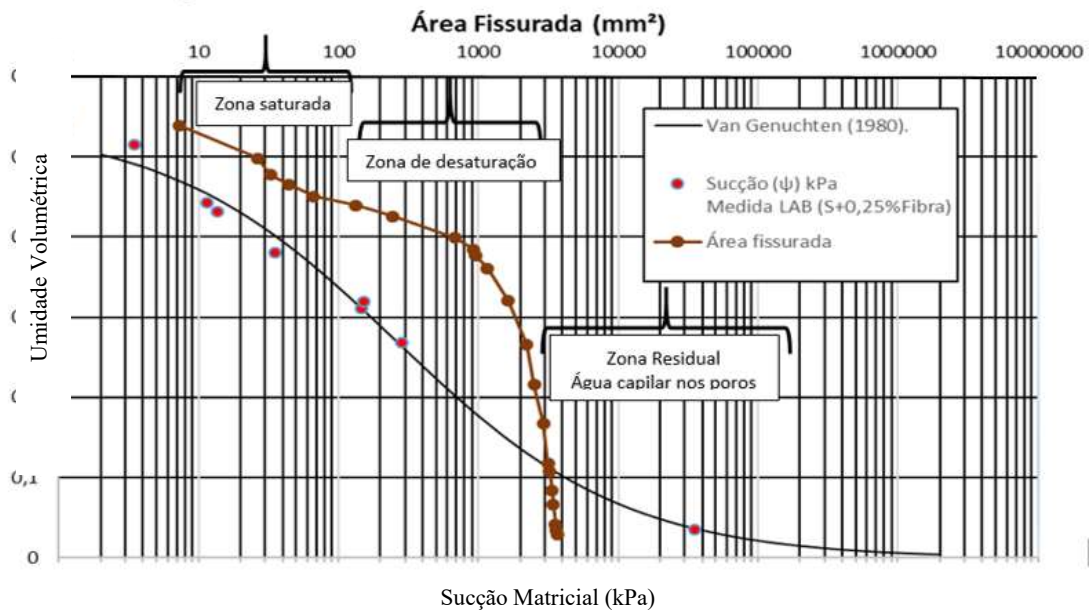 Área Fissurada (mm²)
10 100 1000 10000 1000000 1000000 10000000
Zona saturada
Zona de desaturação
Van Genuchten (1980).
Sucção (ψ) kPa
Medida LAB (S+0,25%Fibra)
Área fissurada
Zona Residual
Água capilar nos poros
Umidade Volumétrica
0,1
0
Sucção Matricial (kPa)